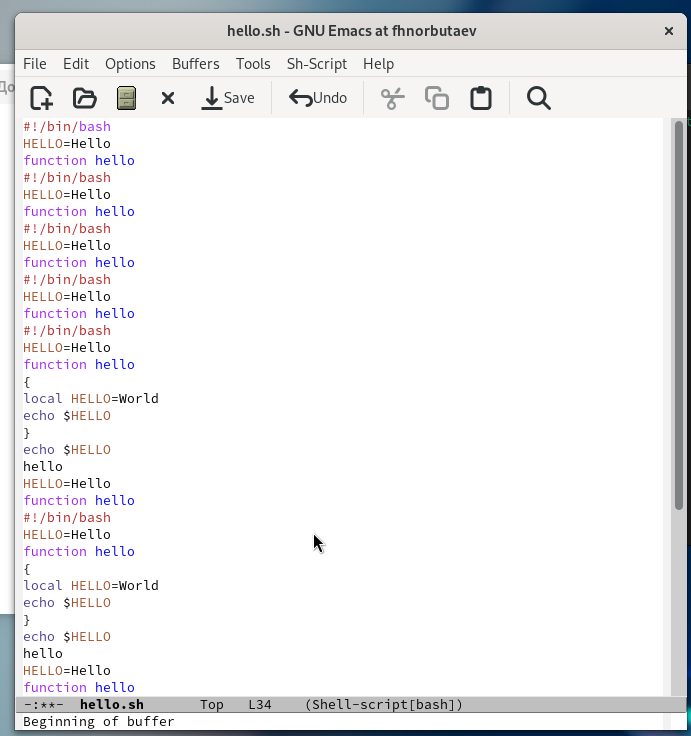 hello.sh - GNU Emacs at fhnorbutaev
File Edit Options Buffers Tools Sh-Script Help
Save Undo
До
#!/bin/bash
HELLO=Hello
function hello
#!/bin/bash
HELLO=Hello
function hello
#!/bin/bash
HELLO=Hello
function hello
#!/bin/bash
HELLO=Hello
function hello
#!/bin/bash
HELLO=Hello
function hello
{
local HELLO=World
echo $HELLO
}
echo $HELLO
hello
HELLO=Hello
function hello
#!/bin/bash
HELLO=Hello
function hello
{
local HELLO=World
echo $HELLO
}
echo $HELLO
hello
HELLO=Hello
function hello
-:**- hello.sh Top L34 (Shell-script[bash])
Beginning of buffer